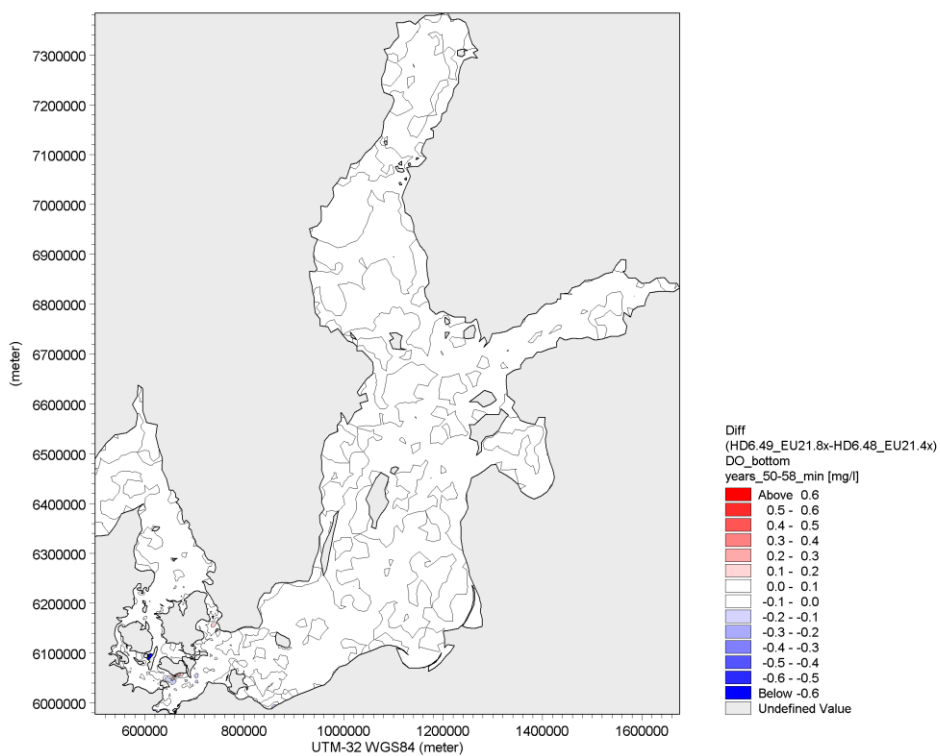 7300000
7200000
7100000
7000000
6900000
6800000
6700000
6600000
6500000
6400000
6300000
6200000
6100000
6000000
(meter)
600000 800000 1000000 1200000 1400000 1600000
UTM-32 WGS84 (meter)
Diff
(HD6.49_EU21.8x-HD6.48_EU21.4x)
DO_bottom
years_50-58_min [mg/l]
Above 0.6
0.5 - 0.6
0.4 - 0.5
0.3 - 0.4
0.2 - 0.3
0.1 - 0.2
0.0 - 0.1
-0.1 - 0.0
-0.2 - -0.1
-0.3 - -0.2
-0.4 - -0.3
-0.5 - -0.4
-0.6 - -0.5
Below -0.6
Undefined Value